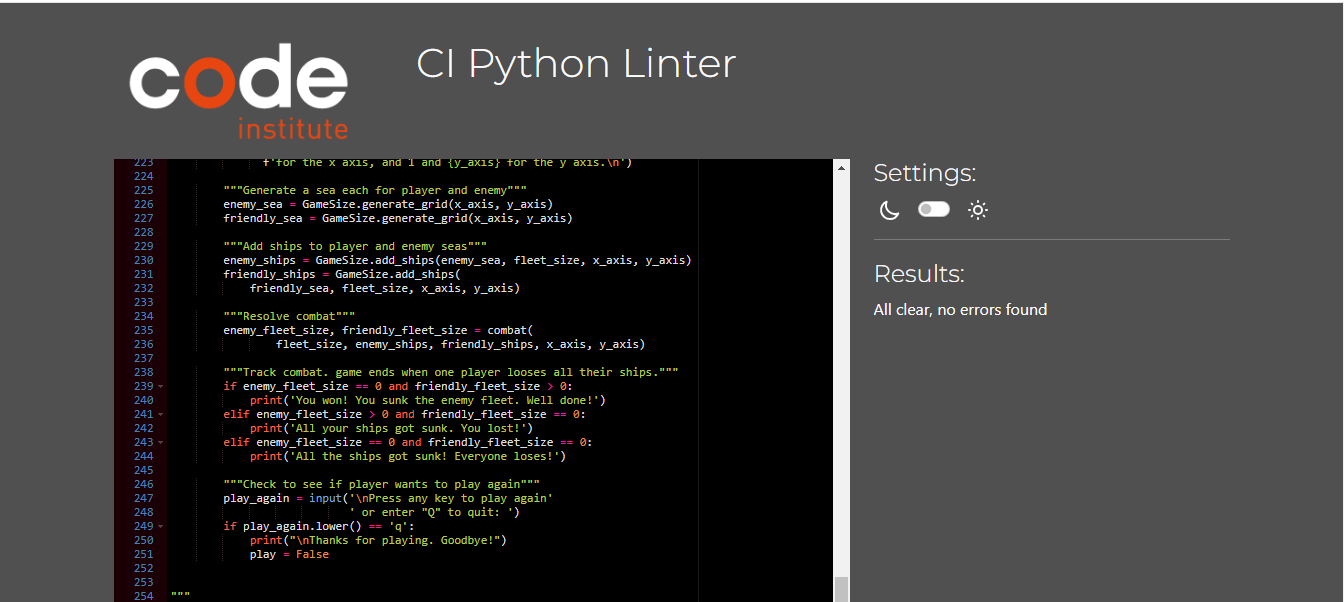 code
institute
CI Python Linter
223 f'for the x axis, and 1 and {y_axis} for the y axis.\n')
224
225 """Generate a sea each for player and enemy"""
226 enemy_sea = GameSize.generate_grid(x_axis, y_axis)
227 friendly_sea = GameSize.generate_grid(x_axis, y_axis)
228
229 """Add ships to player and enemy seas"""
230 enemy_ships = GameSize.add_ships(enemy_sea, fleet_size, x_axis, y_axis)
231 friendly_ships = GameSize.add_ships(
232 friendly_sea, fleet_size, x_axis, y_axis)
233
234 """Resolve combat"""
235 enemy_fleet_size, friendly_fleet_size = combat(
236 fleet_size, enemy_ships, friendly_ships, x_axis, y_axis)
237
238 """Track combat. game ends when one player looses all their ships."""
239 if enemy_fleet_size == 0 and friendly_fleet_size > 0:
240 print('You won! You sunk the enemy fleet. Well done!')
241 elif enemy_fleet_size > 0 and friendly_fleet_size == 0:
242 print('All your ships got sunk. You lost!')
243 elif enemy_fleet_size == 0 and friendly_fleet_size == 0:
244 print('All the ships got sunk! Everyone loses!')
245
246 """Check to see if player wants to play again"""
247 play_again = input('\nPress any key to play again'
248 ' or enter "Q" to quit: ')
249 if play_again.lower() == 'q':
250 print("\nThanks for playing. Goodbye!")
251 play = False
252
253
254 """
Settings:
Results:
All clear, no errors found